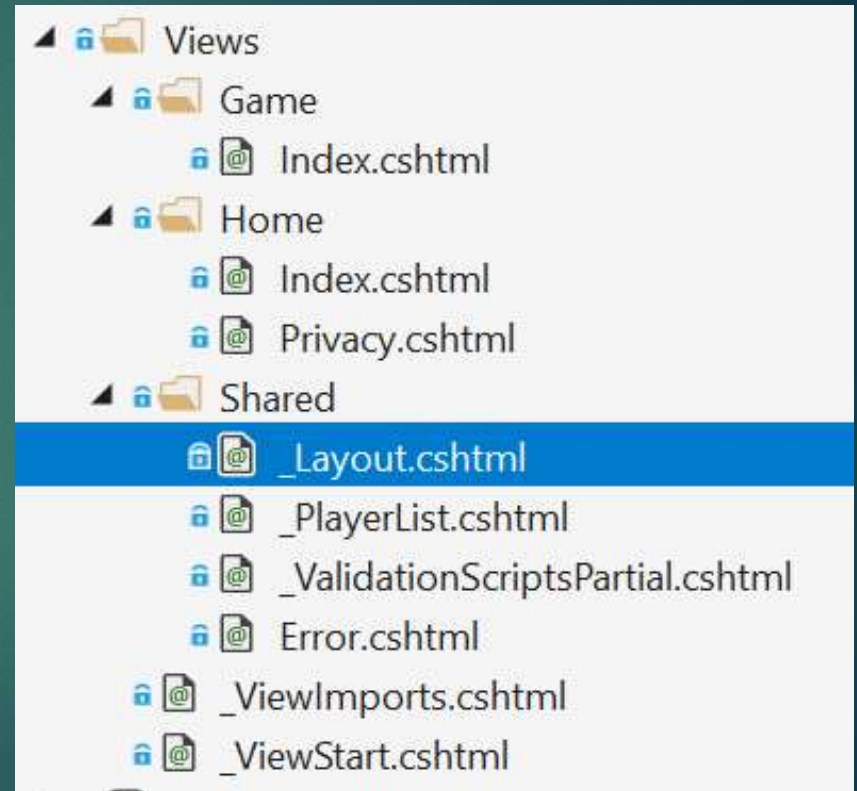 Views
Game
Index.cshtml
Home
Index.cshtml
Privacy.cshtml
Shared
_Layout.cshtml
_PlayerList.cshtml
_ValidationScriptsPartial.cshtml
Error.cshtml
_ViewImports.cshtml
_ViewStart.cshtml